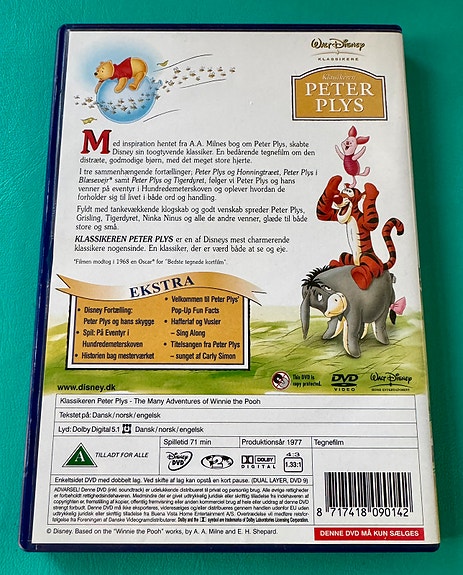 WALT DISNEY
KLASSIKERE
Klassikeren
PETER
PLYS
Med inspiration hentet fra A.A. Milnes bog om Peter Plys, skabte
Disney sin toogtyvende klassiker. En bedårende tegnefilm om den
distræte, godmodige bjørn, med det meget store hjerte.
I tre sammenhængende fortællinger; Peter Plys og Honningtræet, Peter Plys i
Blæsevejr* samt Peter Plys og Tigerdyret, følger vi Peter Plys og hans
venner på eventyr i Hundredemeterskoven og oplever hvordan de
forholder sig til livet i både ord og handling.
Fyldt med tankevækkende klogskab og godt venskab spreder Peter Plys,
Grisling, Tigerdyret, Ninka Ninus og alle de andre venner, glæde til både
store og små.
KLASSIKEREN PETER PLYS er en af Disneys mest charmerende
klassikere nogensinde. En klassiker, der er værd både at se og eje.
*Filmen modtog i 1968 en Oscar® for "Bedste tegnede kortfilm".
EKSTRA
• Disney Fortælling:
Peter Plys og hans skygge
• Spil: På Eventyr i
Hundredemeterskoven
• Historien bag mesterværket
• Velkommen til Peter Plys'
Pop-Up Fun Facts
• Hafferlaf og Vusler
– Sing Along
• Titelsangen fra Peter Plys
– sunget af Carly Simon
www.disney.dk
This DVD is
copy protected.
DVD
VIDEO
WALT DISNEY
HOME ENTERTAINMENT
Klassikeren Peter Plys - The Many Adventures of Winnie the Pooh
Tekstet på: Dansk / norsk / engelsk
Lyd: Dolby Digital 5.1 Dansk / norsk / engelsk
Spilletid 71 min
Produktionsår 1977
Tegnefilm
A
TILLADT FOR ALLE
Disney
DVD
2
DOLBY
DIGITAL
4:3
1.33:1
Enkeltsidet DVD med dobbelt lag. Ved skifte af lag kan opstå en kort pause. (DUAL LAYER, DVD 9)
8 717418 090142
DENNE DVD MÅ KUN SÆLGES
© Disney. Based on the "Winnie the Pooh" works, by A. A. Milne and E. H. Shepard.